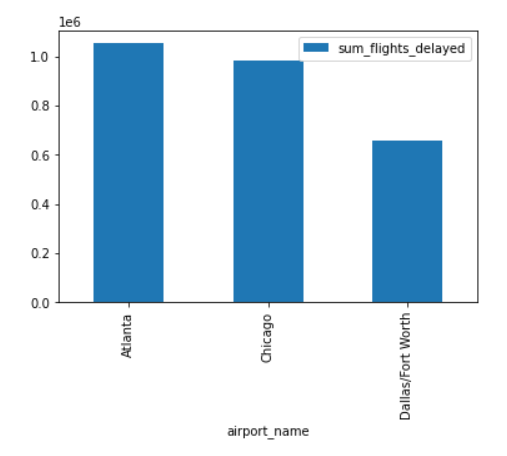 1e6
sum_flights_delayed
1.0
0.8
0.6
0.4
0.2
0.0
Atlanta
Chicago
Dallas/Fort Worth
airport_name